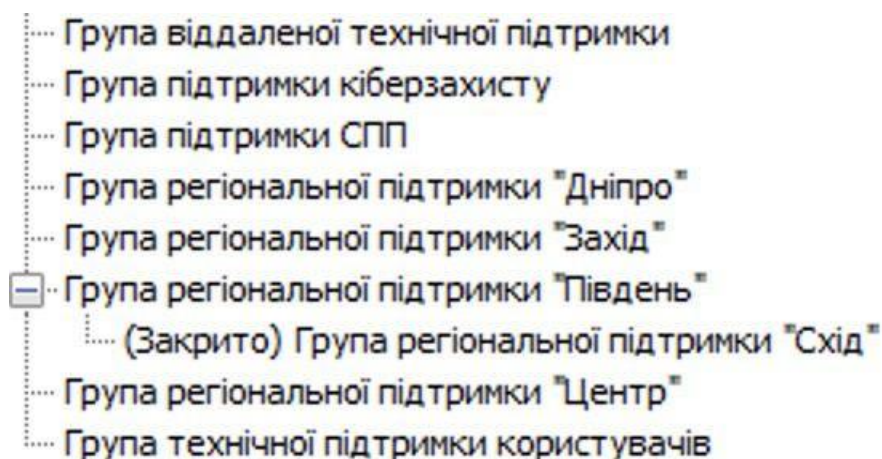 Група віддаленої технічної підтримки
Група підтримки кіберзахисту
Група підтримки СПП
Група регіональної підтримки "Дніпро"
Група регіональної підтримки "Захід"
Група регіональної підтримки "Південь"
(Закрито) Група регіональної підтримки "Схід"
Група регіональної підтримки "Центр"
Група технічної підтримки користувачів